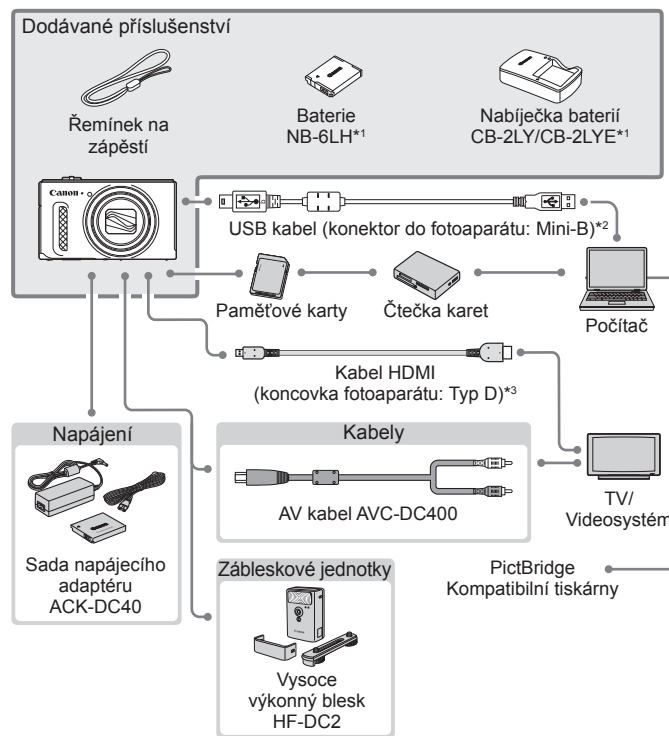 Dodávané příslušenství
Řemínek na
zápěstí
Baterie
NB-6LH*1
Nabíječka baterií
CB-2LY/CB-2LYE*1
Canon
USB kabel (konektor do fotoaparátu: Mini-B)*2
Paměťové karty
Čtečka karet
Počítač
Kabel HDMI
(koncovka fotoaparátu: Typ D)*3
Napájení
Sada napájecího
adaptéru
ACK-DC40
Kabely
AV kabel AVC-DC400
TV/
Videosystém
Zábleskové jednotky
Vysoce
výkonný blesk
HF-DC2
PictBridge
Kompatibilní tiskárny